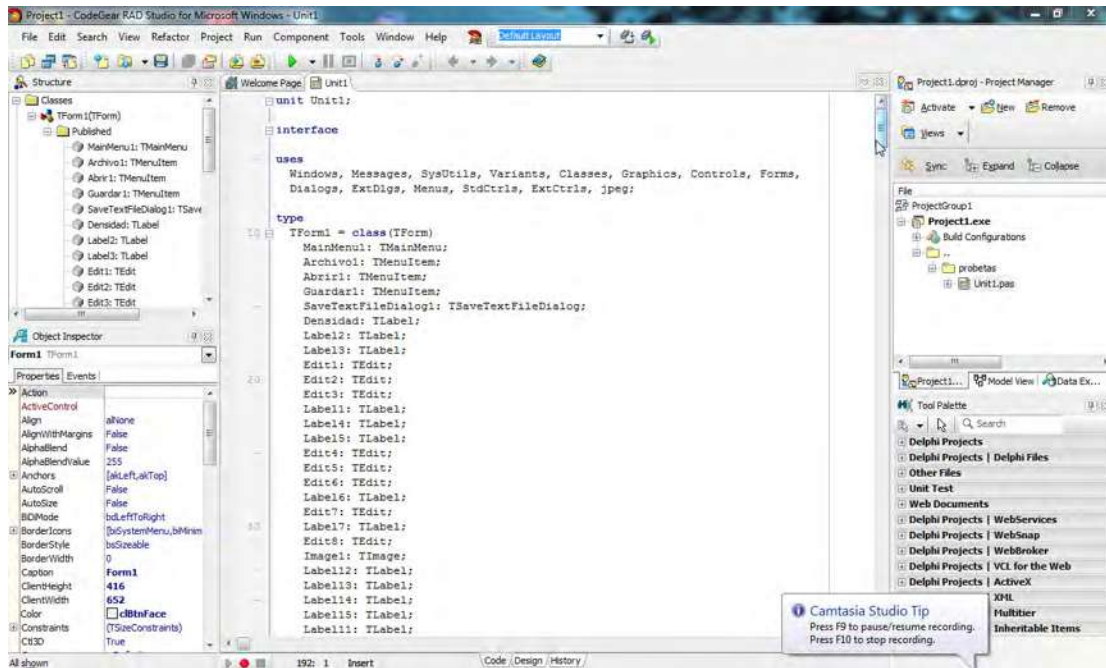 Project1 - CodeGear RAD Studio for Microsoft Windows - Unit1
File Edit Search View Refactor Project Run Component Tools Window Help
Default Layout
Structure
Classes
TForm1(TForm)
Published
MainMenu1: TMainMenu
Archivo1: TMenuItem
Abrir1: TMenuItem
Guardar1: TMenuItem
SaveTextFileDialog1: TSave
Densidad: TLabel
Label2: TLabel
Label3: TLabel
Edit1: TEdit
Edit2: TEdit
Edit3: TEdit
Object Inspector
Form1 TForm1
Properties Events
Action
ActiveControl
Align alNone
AlignWithMargins False
AlphaBlend False
AlphaBlendValue 255
Anchors [akLeft,akTop]
AutoScroll False
AutoSize False
BiDiMode bdLeftToRight
BorderIcons [biSystemMenu,biMinim
BorderStyle bsSizeable
BorderWidth 0
Caption Form1
ClientHeight 416
ClientWidth 652
Color clBtnFace
Constraints (TSizeConstraints)
Ctl3D True
All shown
Welcome Page Unit1
unit Unit1;
interface
uses
Windows, Messages, SysUtils, Variants, Classes, Graphics, Controls, Forms,
Dialogs, ExtDlgs, Menus, StdCtrls, ExtCtrls, jpeg;
type
10 TForm1 = class(TForm)
MainMenu1: TMainMenu;
Archivo1: TMenuItem;
Abrir1: TMenuItem;
Guardar1: TMenuItem;
SaveTextFileDialog1: TSaveTextFileDialog;
Densidad: TLabel;
Label2: TLabel;
Label3: TLabel;
Edit1: TEdit;
20 Edit2: TEdit;
Edit3: TEdit;
Label1: TLabel;
Label4: TLabel;
Label5: TLabel;
Edit4: TEdit;
Edit5: TEdit;
Edit6: TEdit;
Label6: TLabel;
Edit7: TEdit;
30 Label7: TLabel;
Edit8: TEdit;
Image1: TImage;
Label12: TLabel;
Label13: TLabel;
Label14: TLabel;
Label15: TLabel;
Label11: TLabel;
192: 1 Insert
Code Design History
Project1.dproj - Project Manager
Activate New Remove
Views
Sync Expand Collapse
File
ProjectGroup1
Project1.exe
Build Configurations
..
probetas
Unit1.pas
Project1... Model View Data Ex...
Tool Palette
Search
Delphi Projects
Delphi Projects | Delphi Files
Other Files
Unit Test
Web Documents
Delphi Projects | WebServices
Delphi Projects | WebSnap
Delphi Projects | WebBroker
Delphi Projects | VCL for the Web
Delphi Projects | ActiveX
XML
Multitier
Inheritable Items
Camtasia Studio Tip
Press F9 to pause/resume recording.
Press F10 to stop recording.